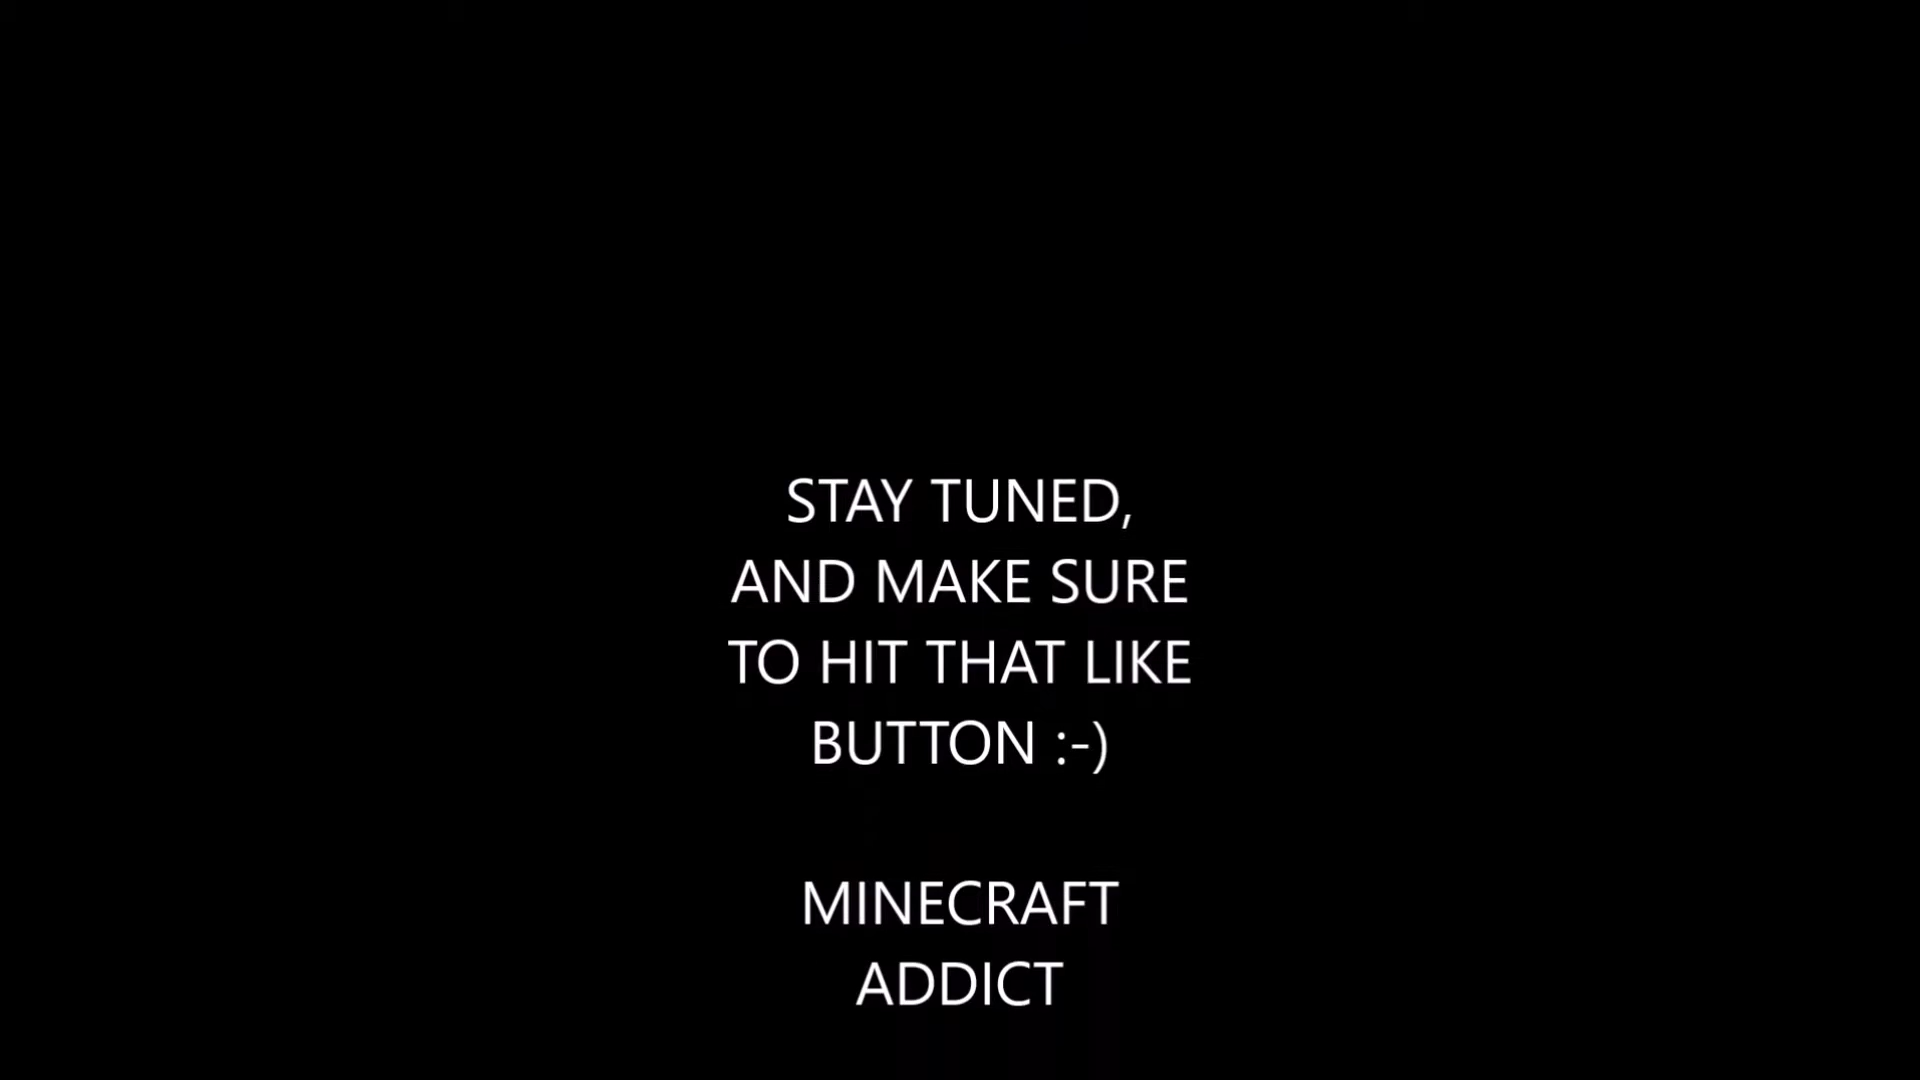 STAY TUNED,
AND MAKE SURE
TO HIT THAT LIKE
BUTTON :-)
MINECRAFT
ADDICT